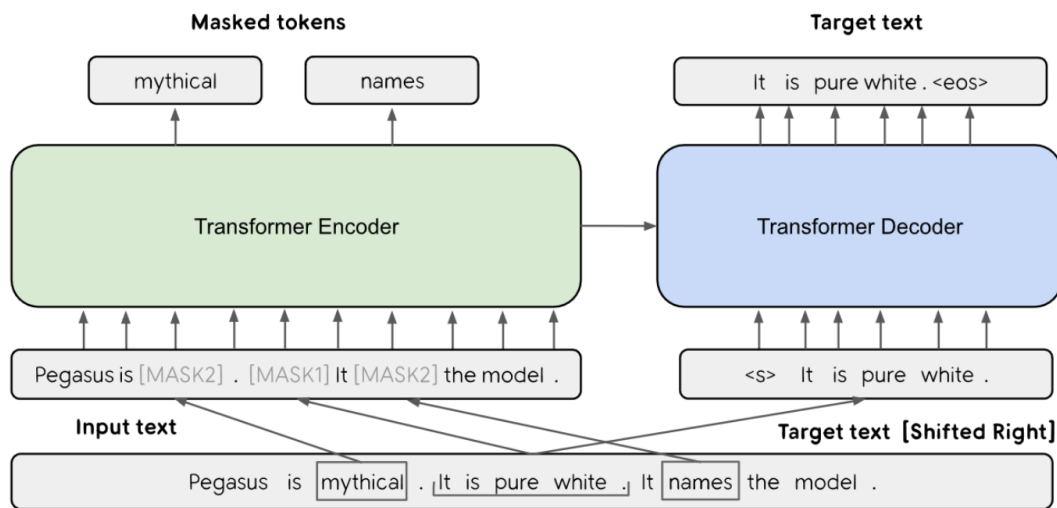 Masked tokens Target text
mythical names It is pure white . <eos>
Transformer Encoder Transformer Decoder
Pegasus is [MASK2] . [MASK1] It [MASK2] the model . <s> It is pure white .
Input text Target text [Shifted Right]
Pegasus is mythical . It is pure white . It names the model .